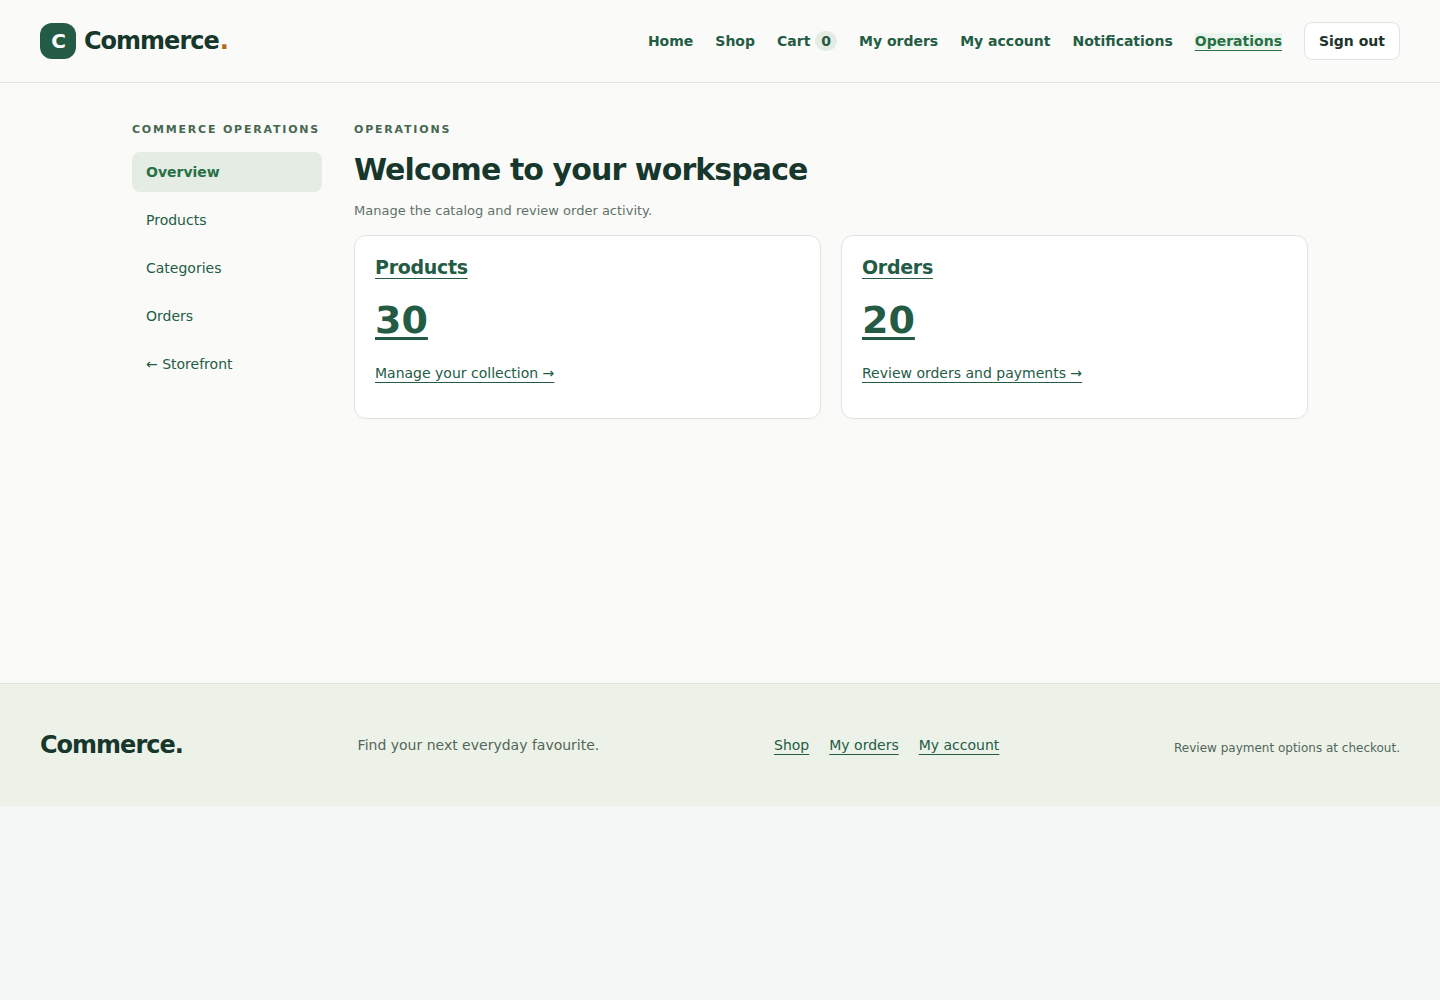 C Commerce.
Home Shop Cart 0 My orders My account Notifications Operations Sign out
COMMERCE OPERATIONS
Overview
Products
Categories
Orders
← Storefront
OPERATIONS
Welcome to your workspace
Manage the catalog and review order activity.
Products
30
Manage your collection →
Orders
20
Review orders and payments →
Commerce.
Find your next everyday favourite.
Shop My orders My account
Review payment options at checkout.